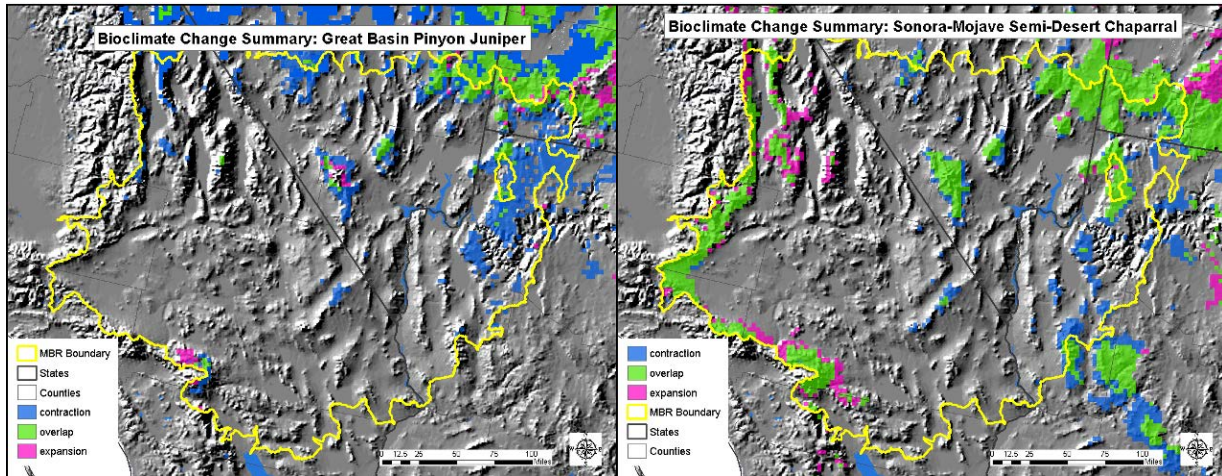 Bioclimate Change Summary: Great Basin Pinyon Juniper
MBR Boundary
States
Counties
contraction
overlap
expansion
0 12.5 25 50 75 100
Miles
N
W E
S
Bioclimate Change Summary: Sonora-Mojave Semi-Desert Chaparral
contraction
overlap
expansion
MBR Boundary
States
Counties
0 12.5 25 50 75 100
Miles
N
W E
S